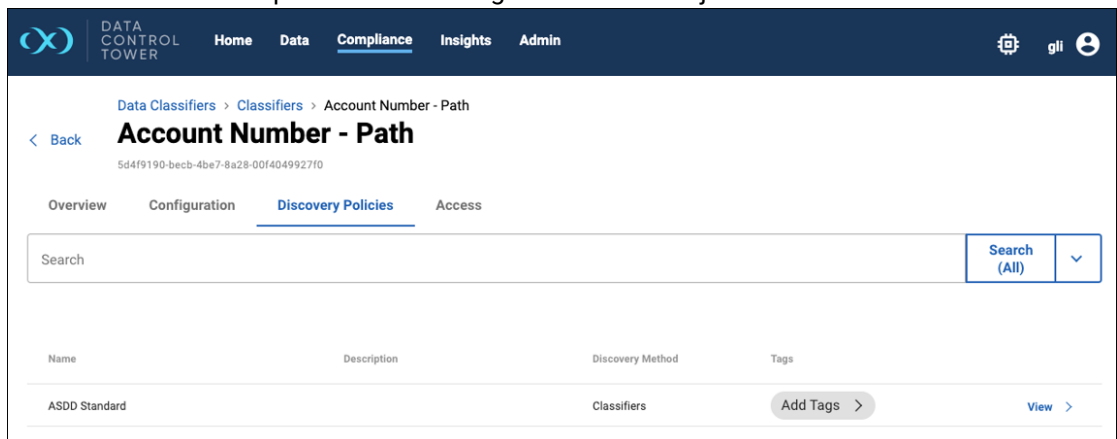 DATA
CONTROL
TOWER
Home Data Compliance Insights Admin
gli
Data Classifiers > Classifiers > Account Number - Path
< Back
Account Number - Path
5d4f9190-becb-4be7-8a28-00f4049927f0
Overview Configuration Discovery Policies Access
Search
Search
(All)
Name Description Discovery Method Tags
ASDD Standard Classifiers Add Tags > View >